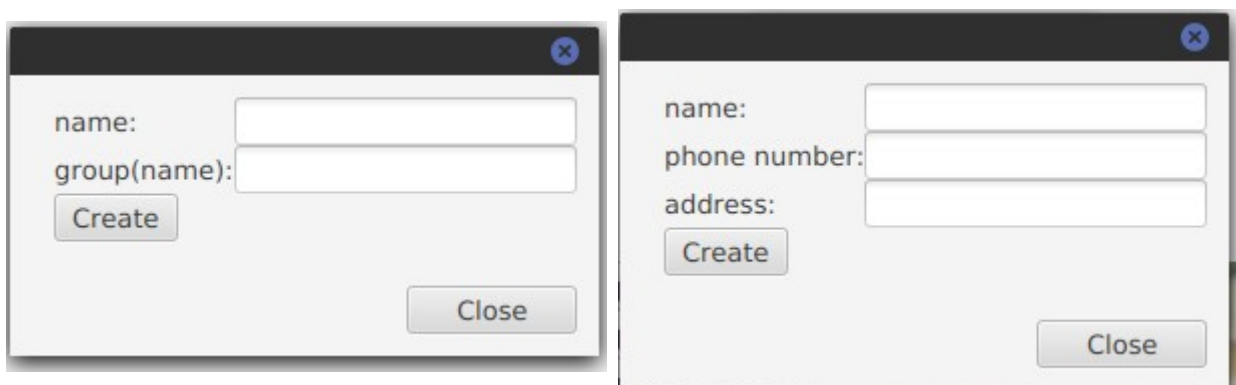 name:
group(name):
Create
Close
name:
phone number:
address:
Create
Close